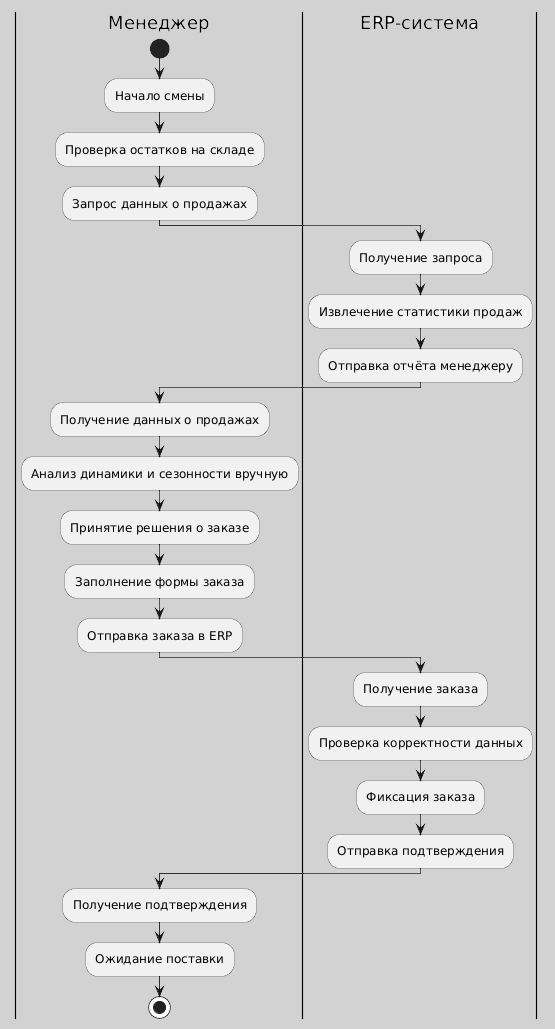 Менеджер
ERP-система
Начало смены
Проверка остатков на складе
Запрос данных о продажах
Получение запроса
Извлечение статистики продаж
Отправка отчёта менеджеру
Получение данных о продажах
Анализ динамики и сезонности вручную
Принятие решения о заказе
Заполнение формы заказа
Отправка заказа в ERP
Получение заказа
Проверка корректности данных
Фиксация заказа
Отправка подтверждения
Получение подтверждения
Ожидание поставки